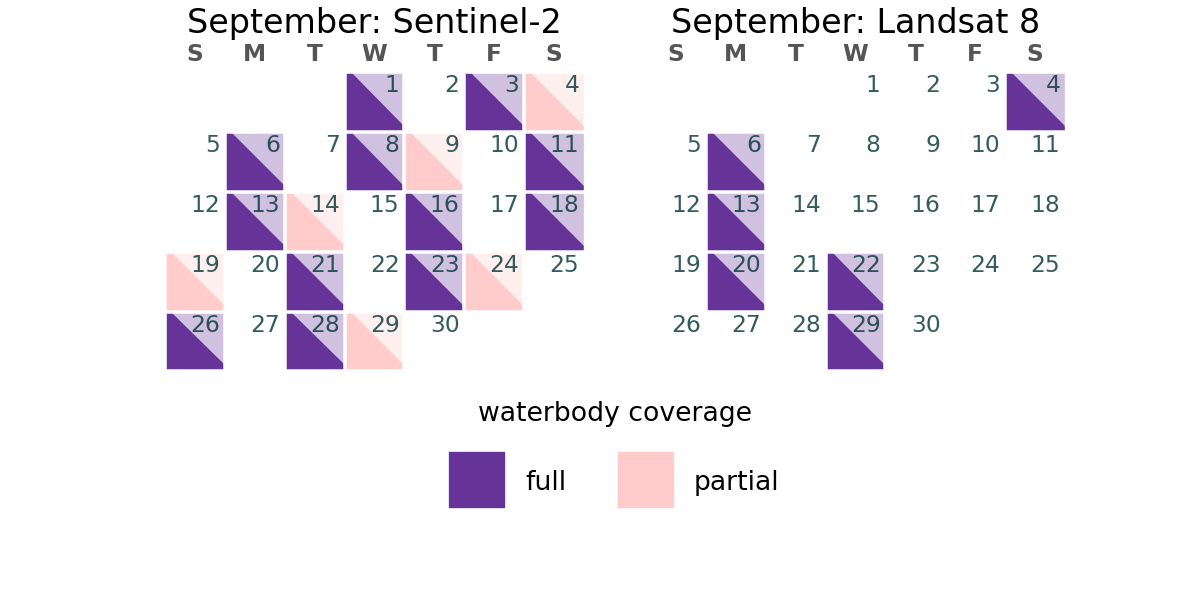 September: Sentinel-2
S M T W T F S
1 2 3 4
5 6 7 8 9 10 11
12 13 14 15 16 17 18
19 20 21 22 23 24 25
26 27 28 29 30
September: Landsat 8
S M T W T F S
1 2 3 4
5 6 7 8 9 10 11
12 13 14 15 16 17 18
19 20 21 22 23 24 25
26 27 28 29 30
waterbody coverage
full
partial